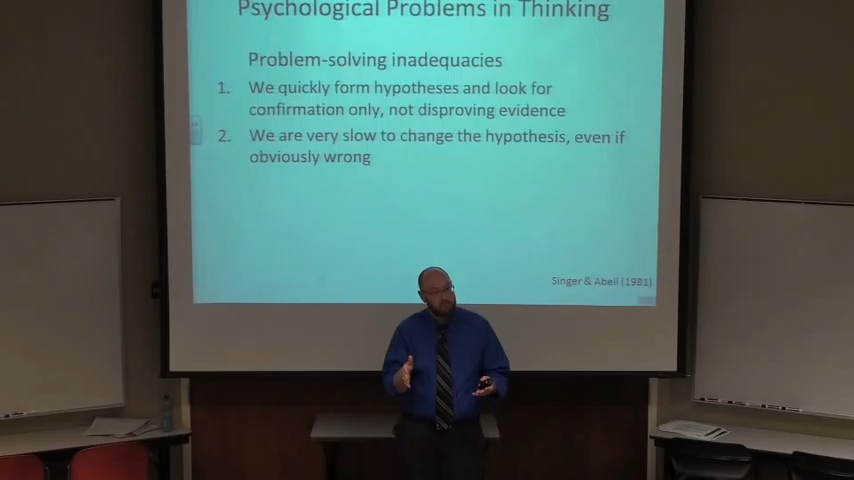 Psychological Problems in Thinking
Problem-solving inadequacies
1. We quickly form hypotheses and look for
confirmation only, not disproving evidence
2. We are very slow to change the hypothesis, even if
obviously wrong
Singer & Abell (1981)